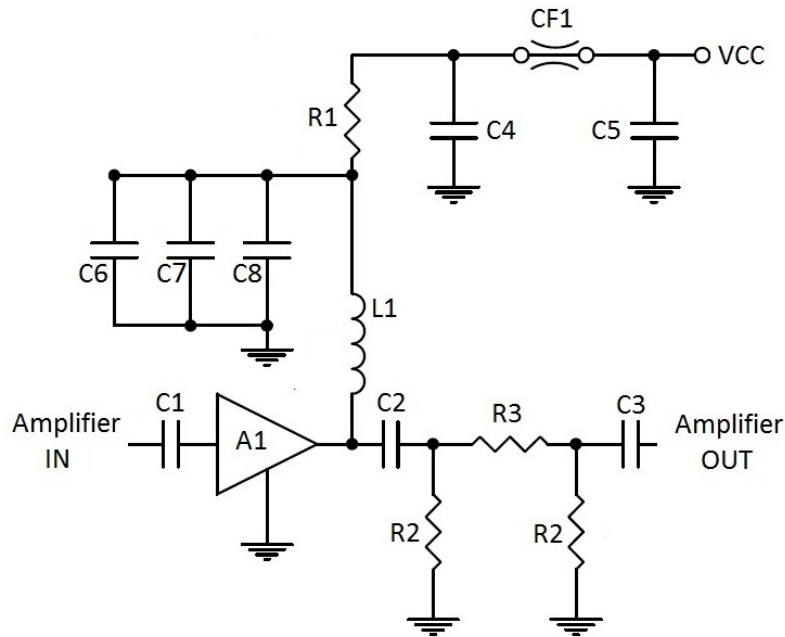 CF1
VCC
R1
C4
C5
C6
C7
C8
L1
Amplifier
IN
C1
A1
C2
R3
C3
Amplifier
OUT
R2
R2